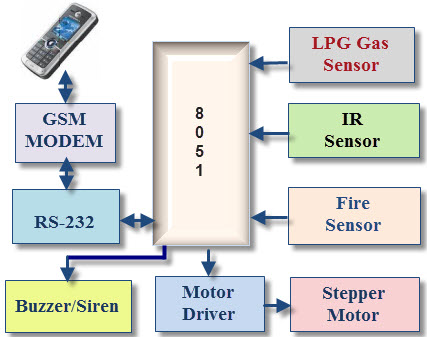 LPG Gas
Sensor
GSM
MODEM
8
0
5
1
IR
Sensor
RS-232
Fire
Sensor
Buzzer/Siren
Motor
Driver
Stepper
Motor